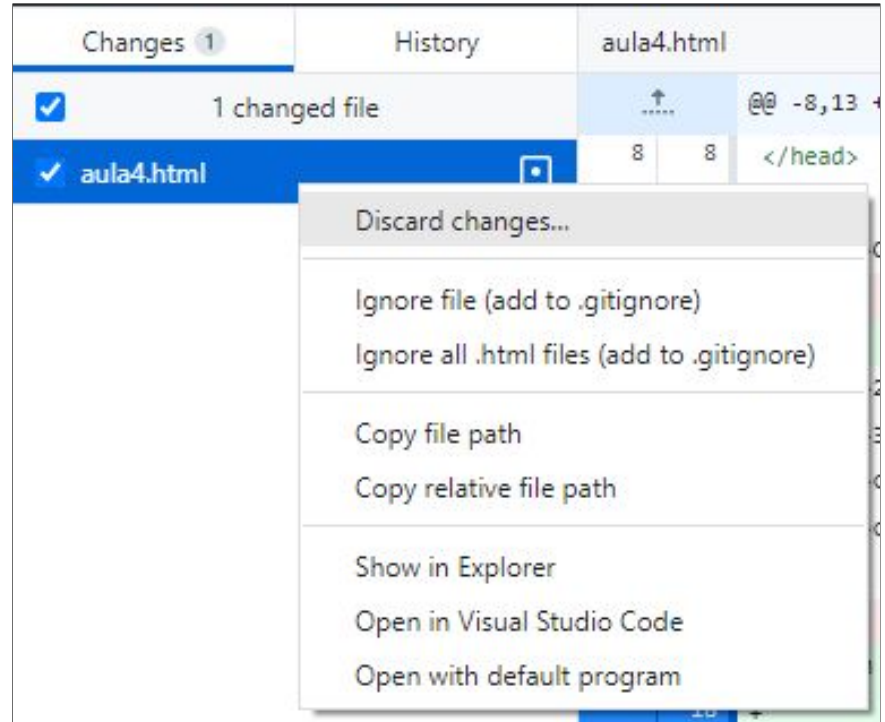 Changes 1 History aula4.html
1 changed file @@ -8,13 +
aula4.html 8 8 </head>
Discard changes...
Ignore file (add to .gitignore)
Ignore all .html files (add to .gitignore)
Copy file path
Copy relative file path
Show in Explorer
Open in Visual Studio Code
Open with default program